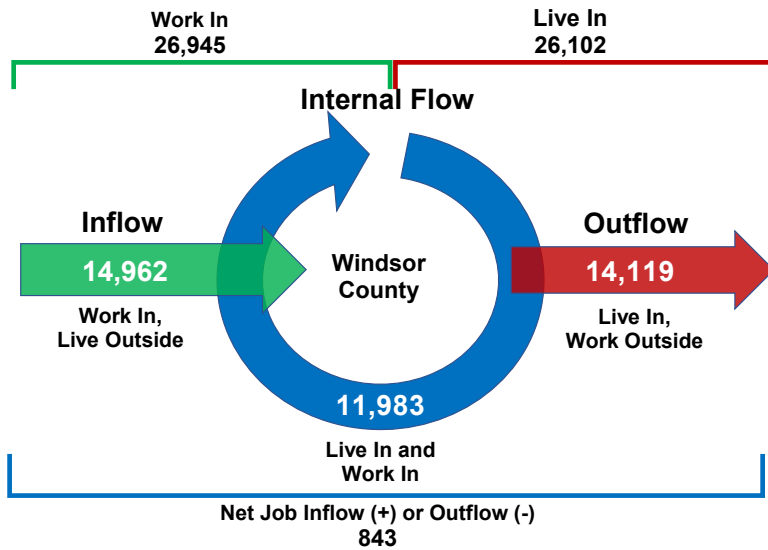 Work In
26,945
Live In
26,102
Internal Flow
Inflow
14,962
Work In,
Live Outside
Windsor
County
Outflow
14,119
Live In,
Work Outside
11,983
Live In and
Work In
Net Job Inflow (+) or Outflow (-)
843